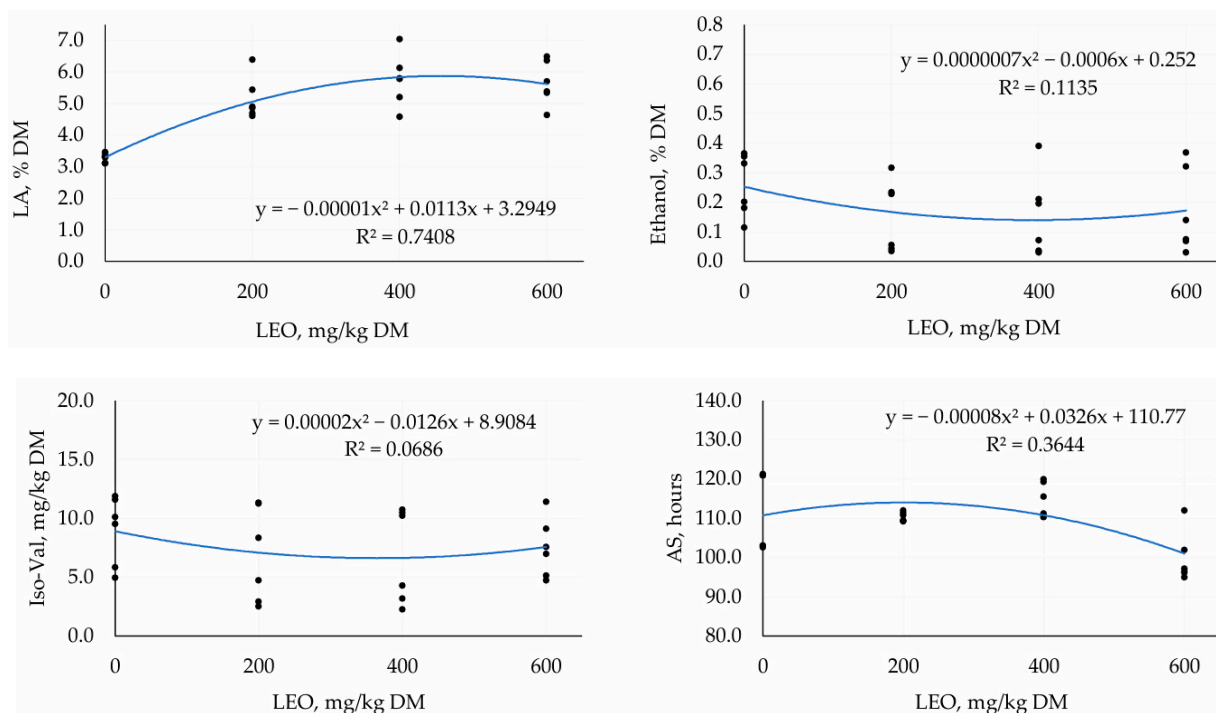 7.0
6.0
5.0
4.0
3.0
2.0
1.0
0.0
LA, % DM
y = − 0.00001x² + 0.0113x + 3.2949
R² = 0.7408
0 200 400 600
LEO, mg/kg DM
0.8
0.7
0.6
0.5
0.4
0.3
0.2
0.1
0.0
Ethanol, % DM
y = 0.0000007x² − 0.0006x + 0.252
R² = 0.1135
0 200 400 600
LEO, mg/kg DM
20.0
15.0
10.0
5.0
0.0
Iso-Val, mg/kg DM
y = 0.00002x² − 0.0126x + 8.9084
R² = 0.0686
0 200 400 600
LEO, mg/kg DM
140.0
130.0
120.0
110.0
100.0
90.0
80.0
AS, hours
y = − 0.00008x² + 0.0326x + 110.77
R² = 0.3644
0 200 400 600
LEO, mg/kg DM